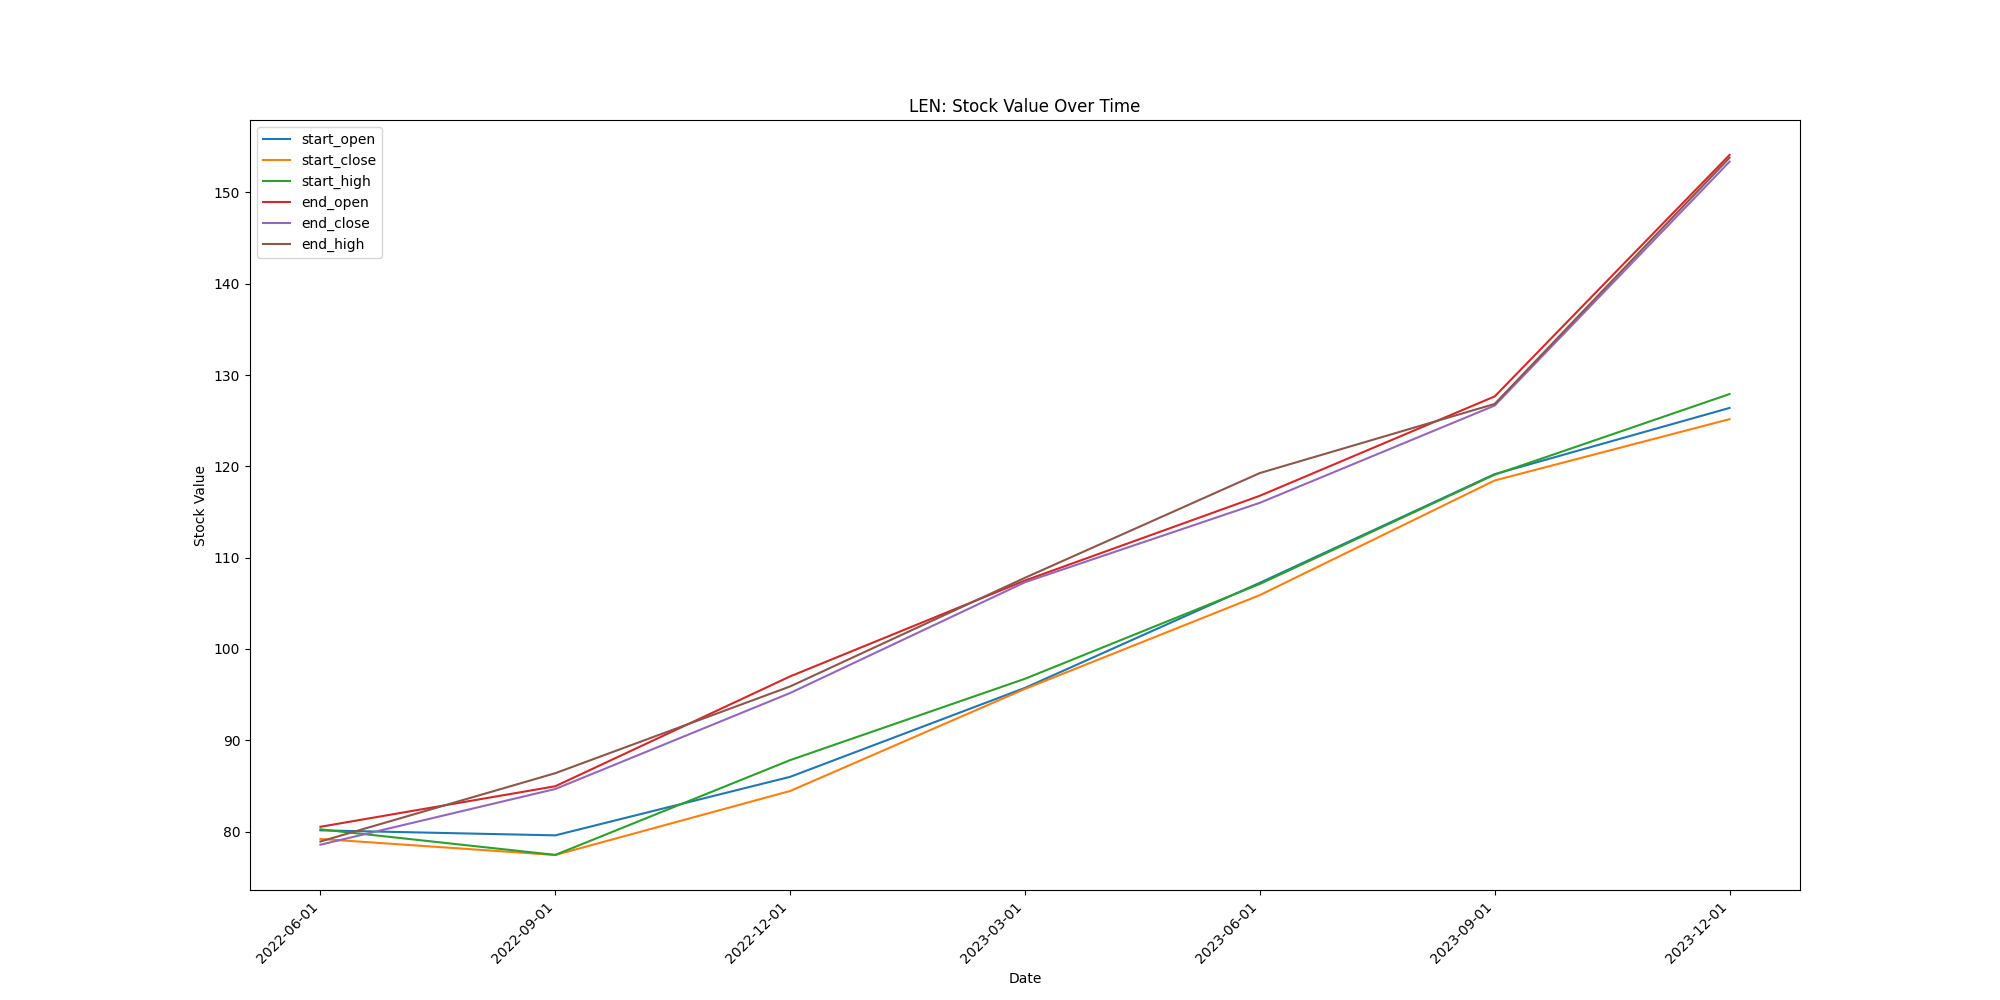 LEN: Stock Value Over Time
start_open
start_close
start_high
end_open
end_close
end_high
Stock Value
150
140
130
120
110
100
90
80
2022-06-01
2022-09-01
2022-12-01
2023-03-01
2023-06-01
2023-09-01
2023-12-01
Date